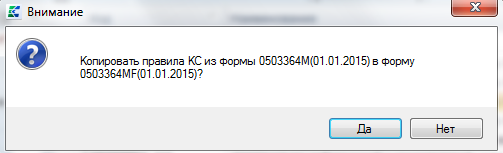 Внимание
Копировать правила КС из формы 0503364М(01.01.2015) в форму
0503364MF(01.01.2015)?
Да
Нет